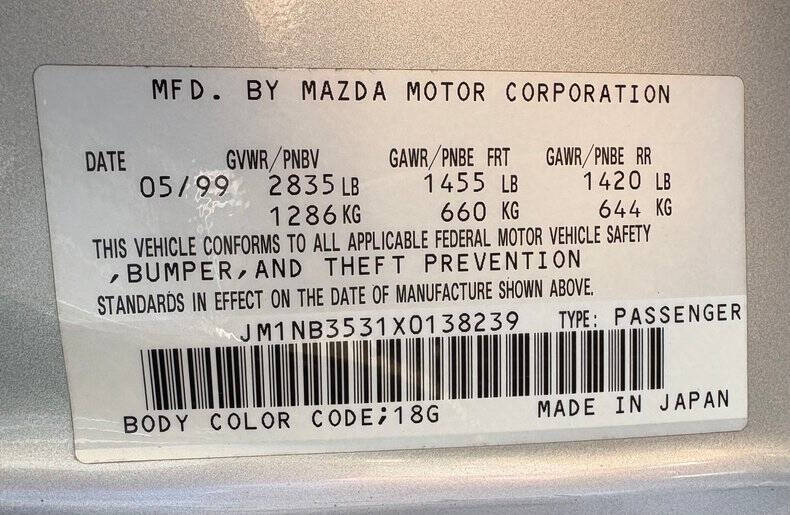 MFD. BY MAZDA MOTOR CORPORATION
DATE GVWR/PNBV GAWR/PNBE FRT GAWR/PNBE RR
05/99 2835 LB 1455 LB 1420 LB
1286 KG 660 KG 644 KG
THIS VEHICLE CONFORMS TO ALL APPLICABLE FEDERAL MOTOR VEHICLE SAFETY
,BUMPER,AND THEFT PREVENTION
STANDARDS IN EFFECT ON THE DATE OF MANUFACTURE SHOWN ABOVE.
JM1NB3531X0138239 TYPE: PASSENGER
BODY COLOR CODE;18G MADE IN JAPAN